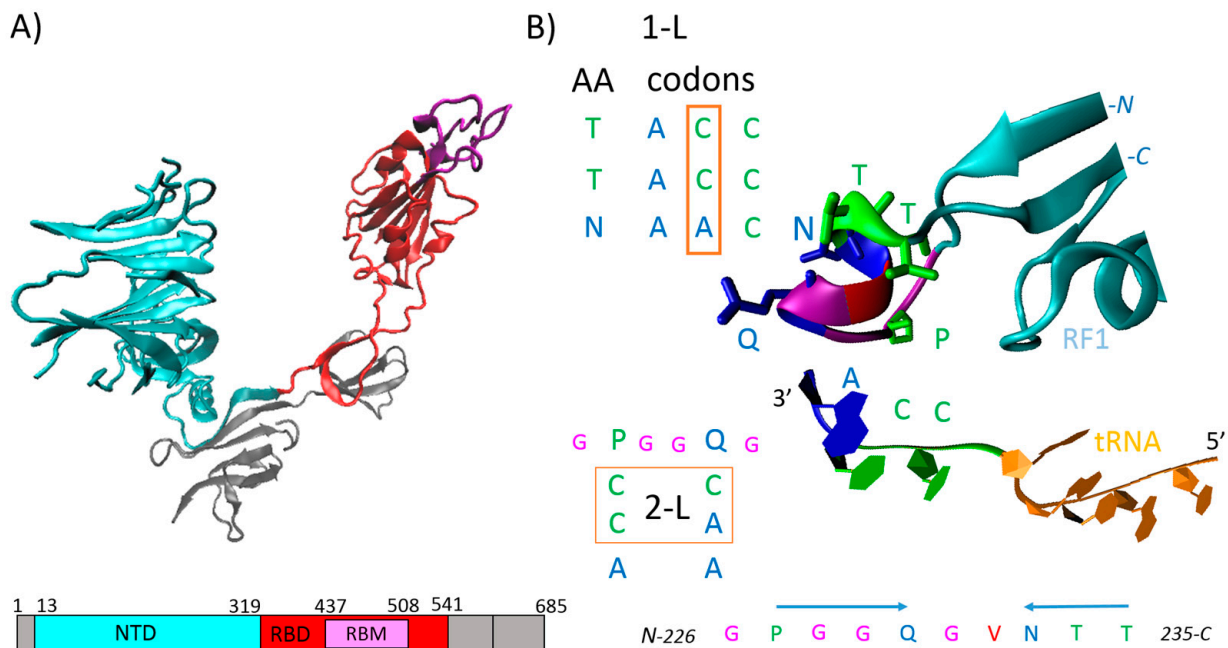 A)
1 13 319 437 508 541 685
NTD RBD RBM
B) 1-L
AA codons
T A C C
T A C C
N A A C
-N
-C
T
T
N
Q
P
RF1
G P G G Q G
C C
2-L
C A
A A
3’ A
C C
tRNA
5’
N-226 G P G G Q G V N T T 235-C